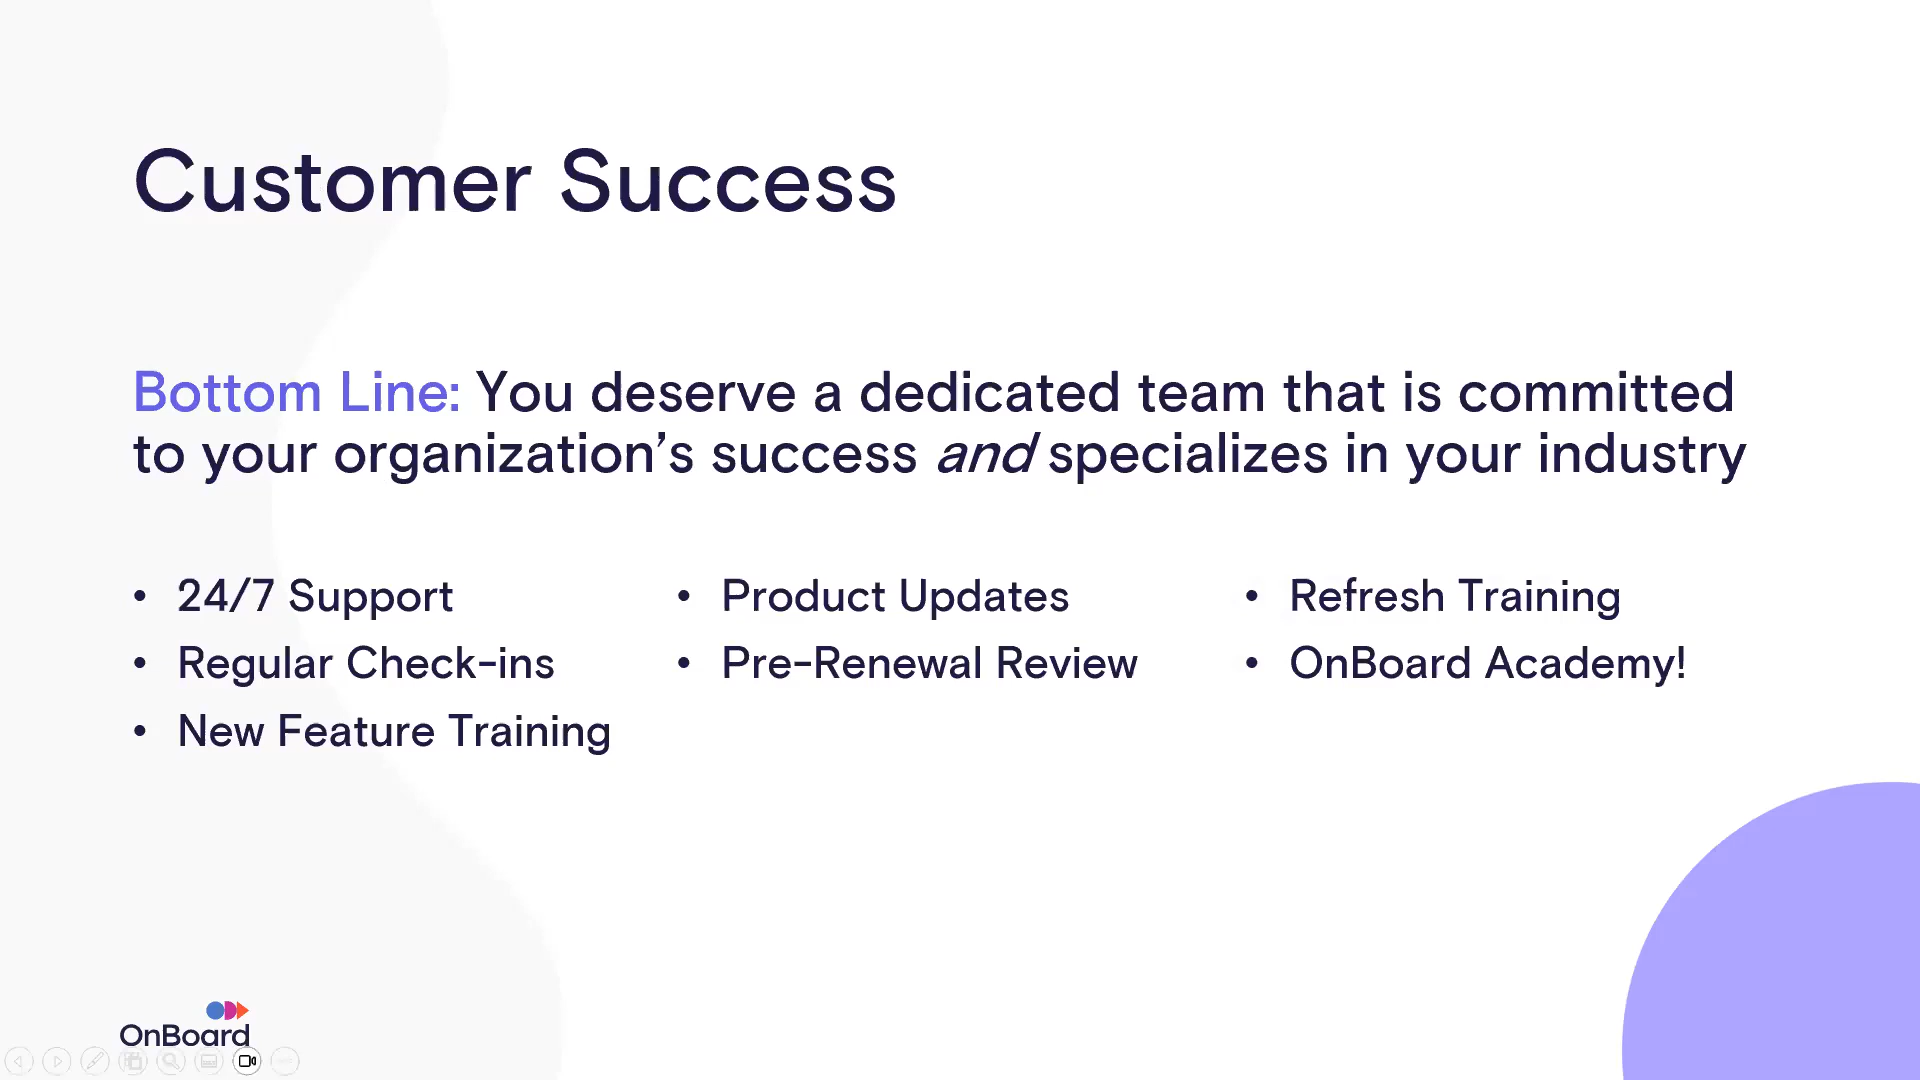 Customer Success
Bottom Line: You deserve a dedicated team that is committed
to your organization’s success and specializes in your industry
• 24/7 Support
• Regular Check-ins
• New Feature Training
• Product Updates
• Pre-Renewal Review
• Refresh Training
• OnBoard Academy!
OnBoard